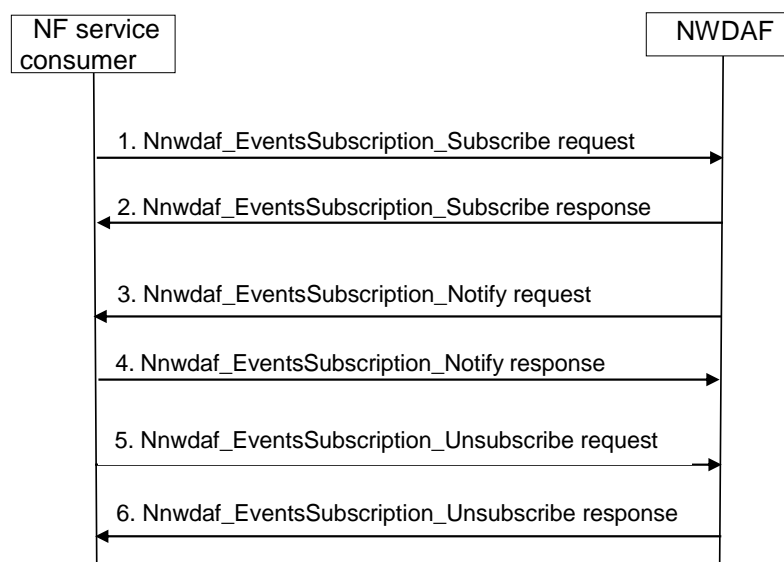 NF service
consumer
NWDAF
1. Nnwdaf_EventsSubscription_Subscribe request
2. Nnwdaf_EventsSubscription_Subscribe response
3. Nnwdaf_EventsSubscription_Notify request
4. Nnwdaf_EventsSubscription_Notify response
5. Nnwdaf_EventsSubscription_Unsubscribe request
6. Nnwdaf_EventsSubscription_Unsubscribe response